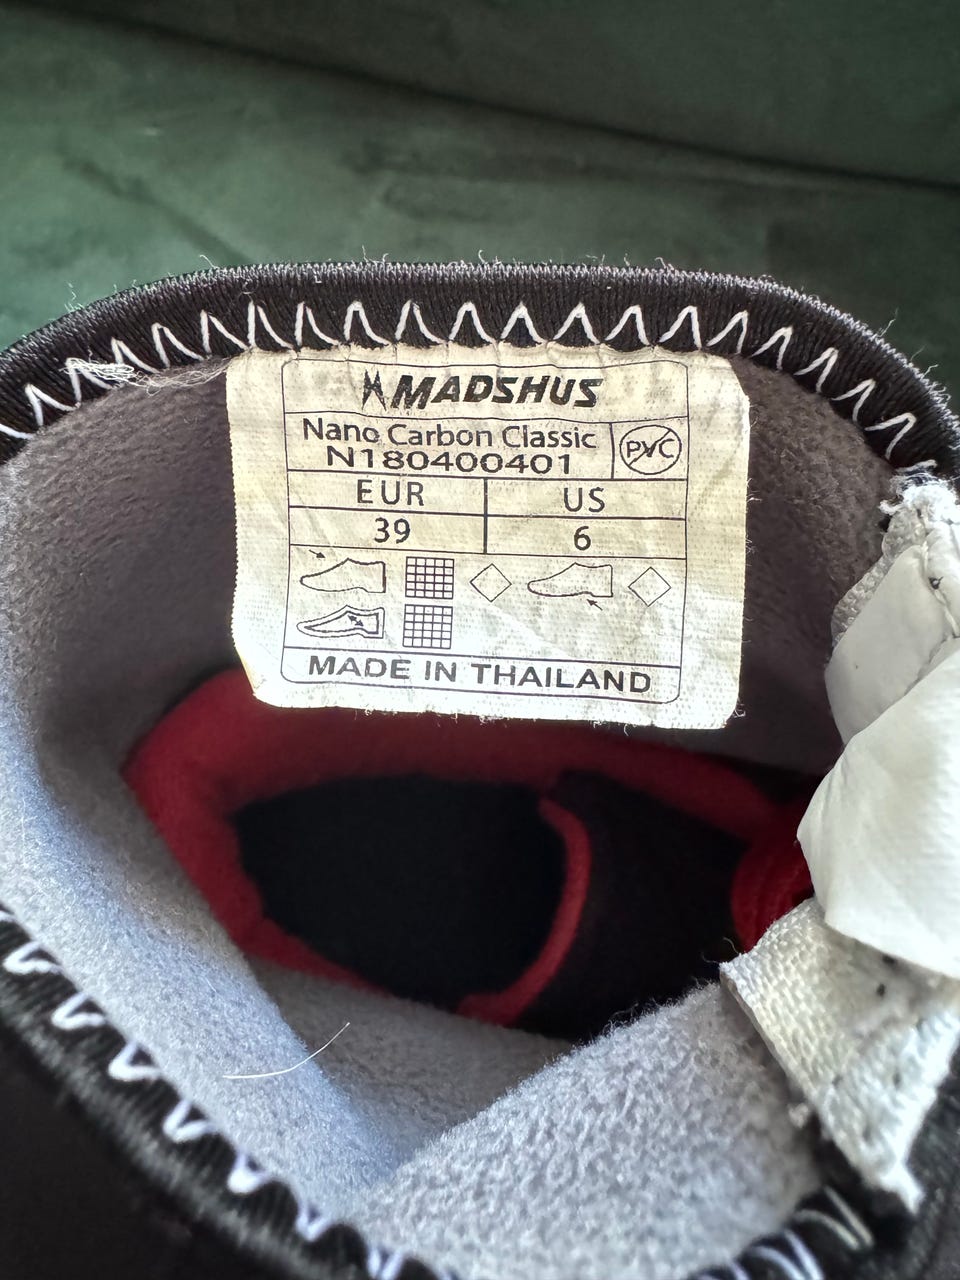 MADSHUS
Nano Carbon Classic
N180400401
PVC
EUR US
39 6
MADE IN THAILAND